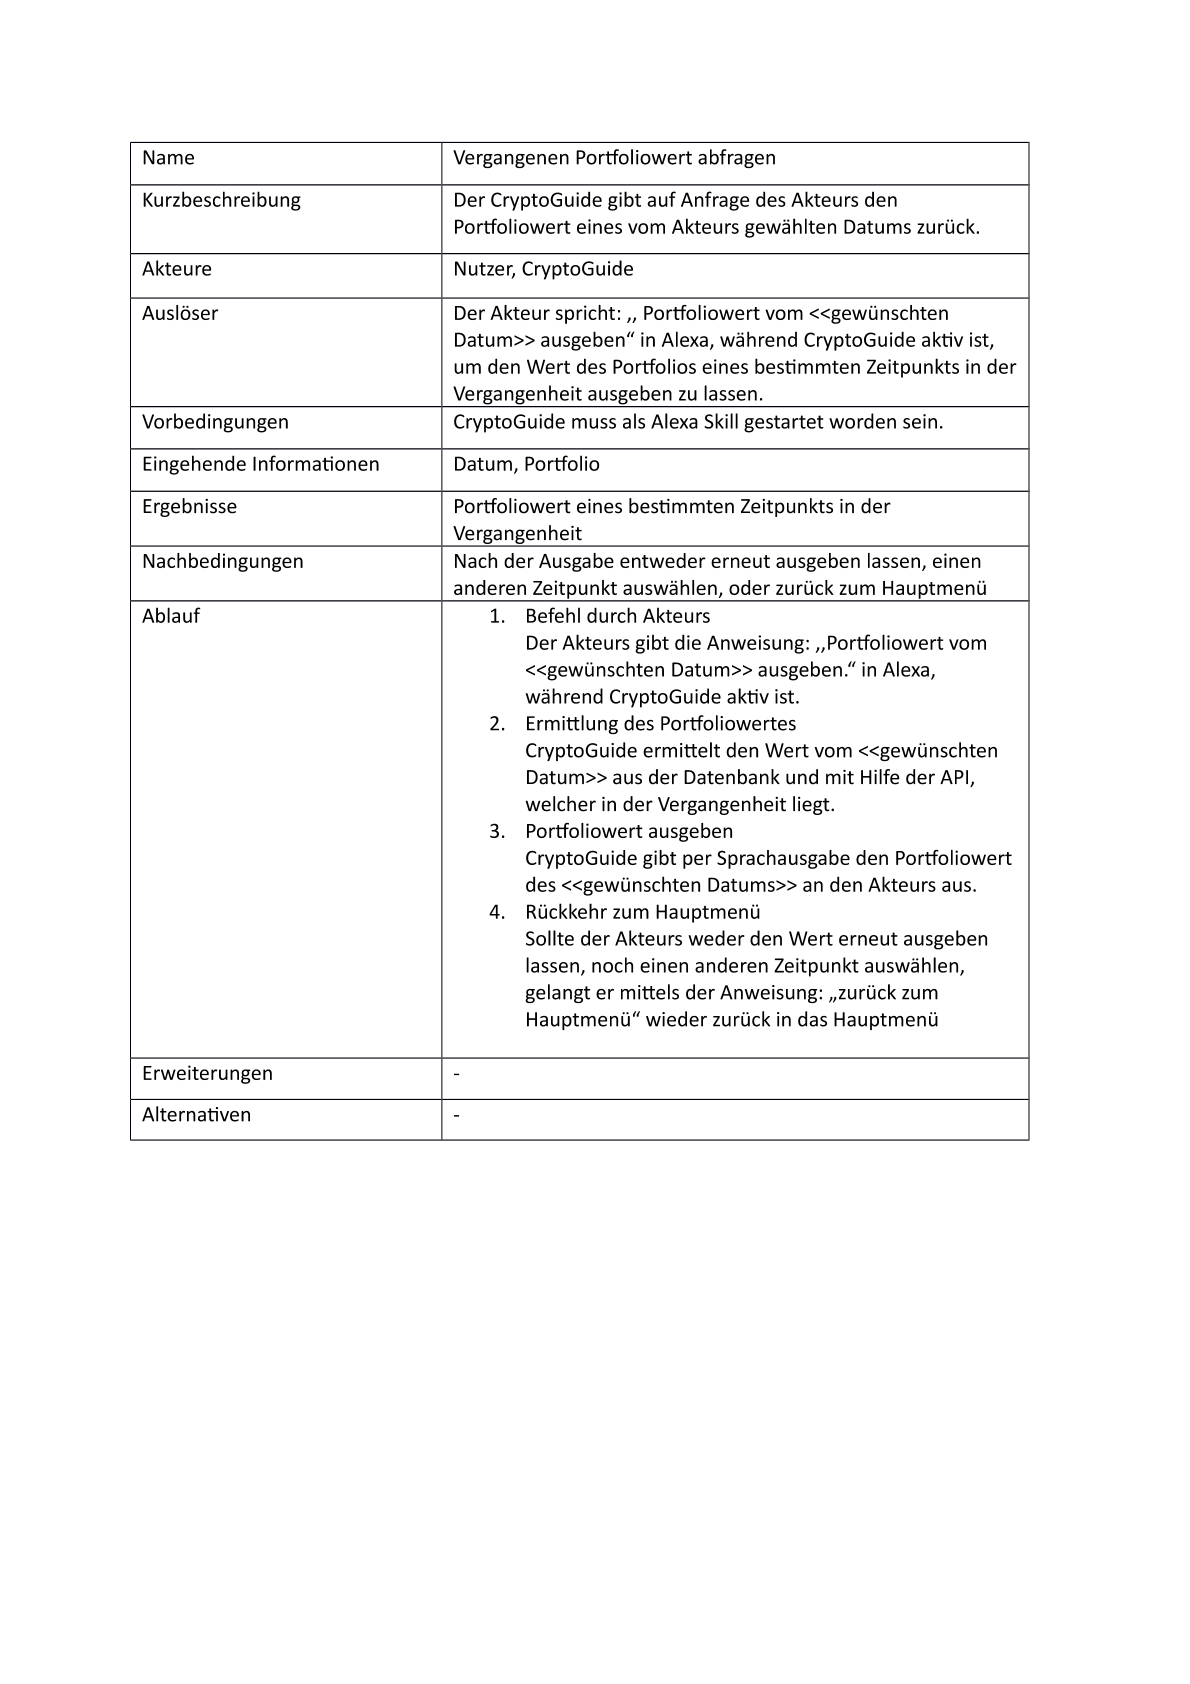 Name
Vergangenen Portfoliowert abfragen
Kurzbeschreibung
Der CryptoGuide gibt auf Anfrage des Akteurs den
Portfoliowert eines vom Akteurs gewählten Datums zurück.
Akteure
Nutzer, CryptoGuide
Auslöser
Der Akteur spricht: ,, Portfoliowert vom <<gewünschten
Datum>> ausgeben“ in Alexa, während CryptoGuide aktiv ist,
um den Wert des Portfolios eines bestimmten Zeitpunkts in der
Vergangenheit ausgeben zu lassen.
Vorbedingungen
CryptoGuide muss als Alexa Skill gestartet worden sein.
Eingehende Informationen
Datum, Portfolio
Ergebnisse
Portfoliowert eines bestimmten Zeitpunkts in der
Vergangenheit
Nachbedingungen
Nach der Ausgabe entweder erneut ausgeben lassen, einen
anderen Zeitpunkt auswählen, oder zurück zum Hauptmenü
Ablauf
1. Befehl durch Akteurs
Der Akteurs gibt die Anweisung: ,,Portfoliowert vom
<<gewünschten Datum>> ausgeben.“ in Alexa,
während CryptoGuide aktiv ist.
2. Ermittlung des Portfoliowertes
CryptoGuide ermittelt den Wert vom <<gewünschten
Datum>> aus der Datenbank und mit Hilfe der API,
welcher in der Vergangenheit liegt.
3. Portfoliowert ausgeben
CryptoGuide gibt per Sprachausgabe den Portfoliowert
des <<gewünschten Datums>> an den Akteurs aus.
4. Rückkehr zum Hauptmenü
Sollte der Akteurs weder den Wert erneut ausgeben
lassen, noch einen anderen Zeitpunkt auswählen,
gelangt er mittels der Anweisung: „zurück zum
Hauptmenü“ wieder zurück in das Hauptmenü
Erweiterungen
-
Alternativen
-